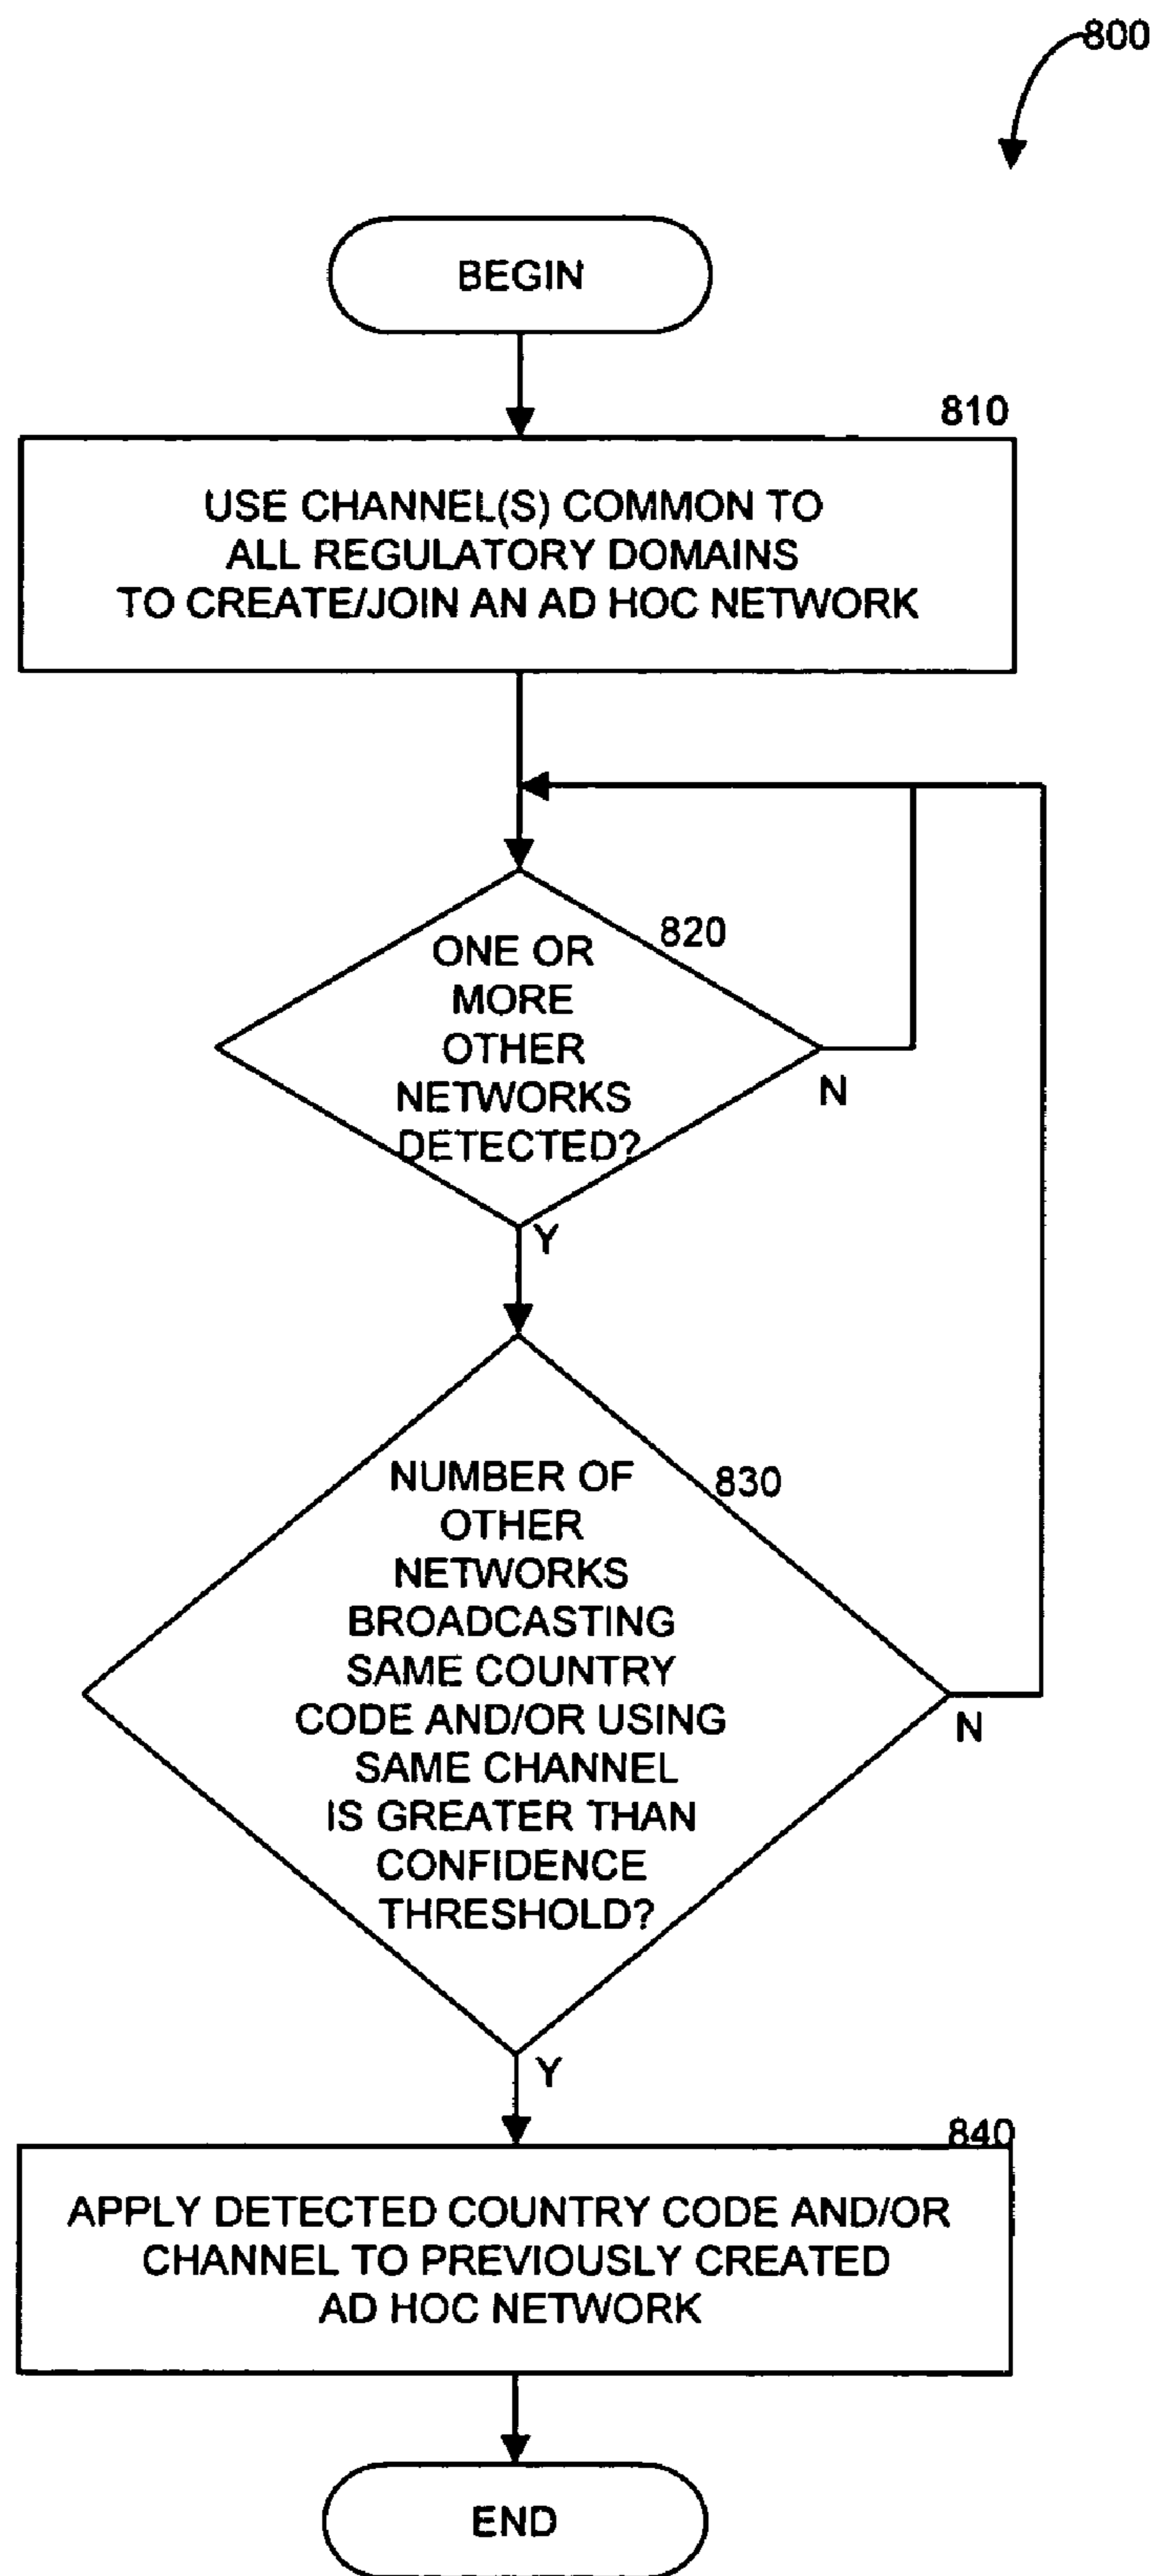 800
BEGIN
810
USE CHANNEL(S) COMMON TO
ALL REGULATORY DOMAINS
TO CREATE/JOIN AN AD HOC NETWORK
820
ONE OR
MORE
OTHER
NETWORKS
DETECTED?
N
Y
830
NUMBER OF
OTHER
NETWORKS
BROADCASTING
SAME COUNTRY
CODE AND/OR USING
SAME CHANNEL
IS GREATER THAN
CONFIDENCE
THRESHOLD?
N
Y
840
APPLY DETECTED COUNTRY CODE AND/OR
CHANNEL TO PREVIOUSLY CREATED
AD HOC NETWORK
END